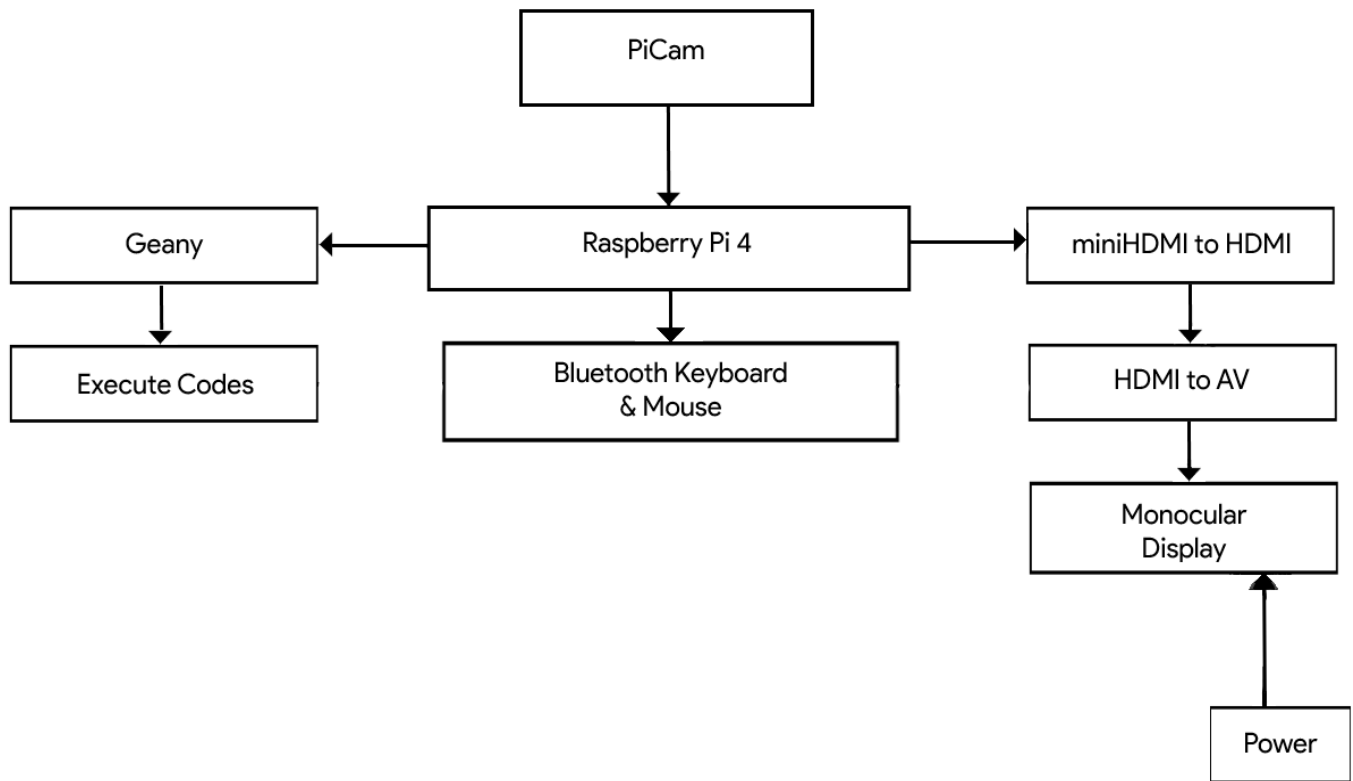 PiCam
Geany
Raspberry Pi 4
miniHDMI to HDMI
Execute Codes
Bluetooth Keyboard
& Mouse
HDMI to AV
Monocular
Display
Power